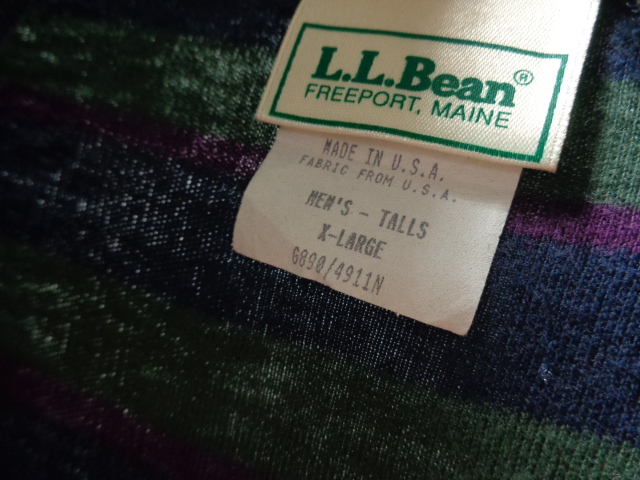 L.L.Bean®
FREEPORT, MAINE
MADE IN U.S.A.
FABRIC FROM U.S.A.
MEN'S - TALLS
X-LARGE
6890/4911N